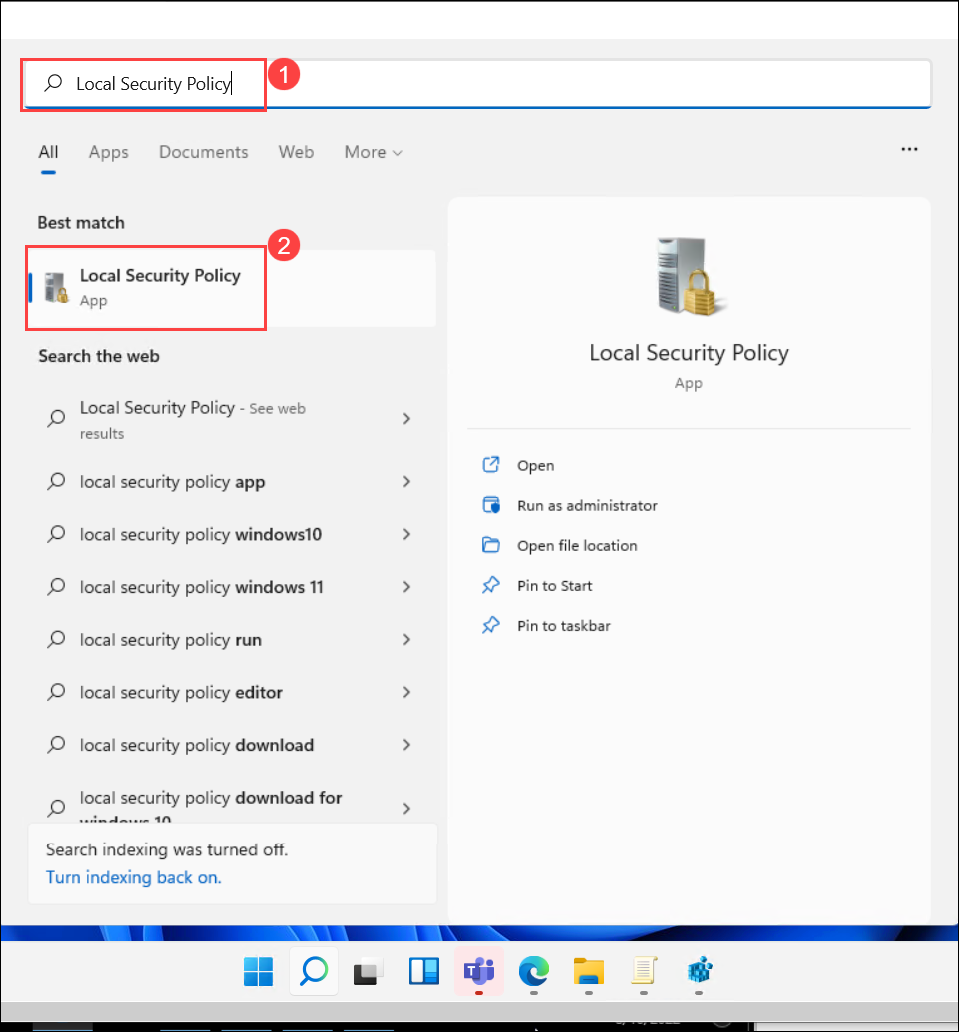 Local Security Policy
1
All Apps Documents Web More
...
Best match
2
Local Security Policy
App
Search the web
Local Security Policy - See web
results
local security policy app
local security policy windows10
local security policy windows 11
local security policy run
local security policy editor
local security policy download
local security policy download for
windows 10
Search indexing was turned off.
Turn indexing back on.
Local Security Policy
App
Open
Run as administrator
Open file location
Pin to Start
Pin to taskbar
T